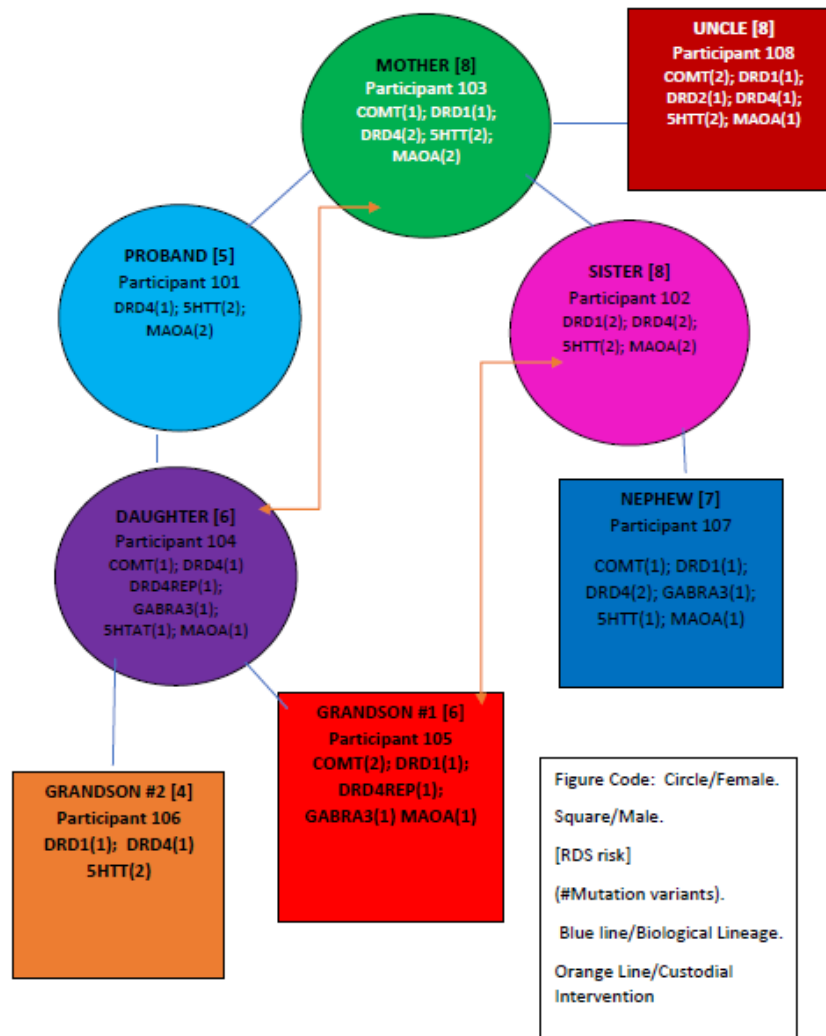 UNCLE [8]
Participant 108
COMT(2); DRD1(1);
DRD2(1); DRD4(1);
5HTT(2); MAOA(1)
MOTHER [8]
Participant 103
COMT(1); DRD1(1);
DRD4(2); 5HTT(2);
MAOA(2)
PROBAND [5]
Participant 101
DRD4(1); 5HTT(2);
MAOA(2)
SISTER [8]
Participant 102
DRD1(2); DRD4(2);
5HTT(2); MAOA(2)
DAUGHTER [6]
Participant 104
COMT(1); DRD4(1)
DRD4REP(1);
GABRA3(1);
5HTAT(1); MAOA(1)
NEPHEW [7]
Participant 107
COMT(1); DRD1(1);
DRD4(2); GABRA3(1);
5HTT(1); MAOA(1)
GRANDSON #1 [6]
Participant 105
COMT(2); DRD1(1);
DRD4REP(1);
GABRA3(1) MAOA(1)
GRANDSON #2 [4]
Participant 106
DRD1(1); DRD4(1)
5HTT(2)
Figure Code: Circle/Female.
Square/Male.
[RDS risk]
(#Mutation variants).
Blue line/Biological Lineage.
Orange Line/Custodial
Intervention